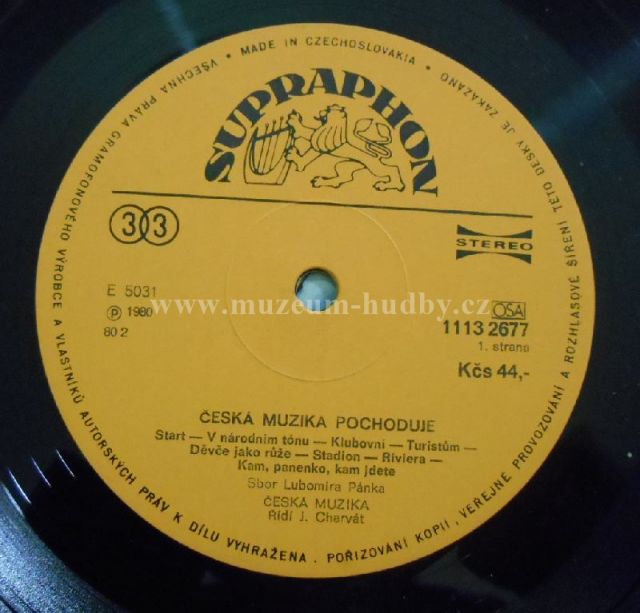 VŠECHNA PRÁVA GRAMOFONOVÉHO VÝROBCE A VLASTNÍKŮ AUTORSKÝCH PRÁV K DÍLU VYHRAŽENA. POŘIZOVÁNÍ KOPIÍ, VEŘEJNÉ PROVOZOVÁNÍ A ROZHLASOVÉ ŠÍŘENÍ TÉTO DESKY JE ZAKÁZÁNO
• MADE IN CZECHOSLOVAKIA •
SUPRAPHON
33
STEREO
E 5031
www.muzeum-hudby.cz
OSA
Ⓟ 1980
1113 2677
80 2
1. strana
Kčs 44,-
ČESKÁ MUZIKA POCHODUJE
Start — V národním tónu — Klubovní — Turistům —
Děvče jako růže — Stadion — Riviera —
Kam, panenko, kam jdete
Sbor Lubomíra Pánka
ČESKÁ MUZIKA
Řídí J. Charvát